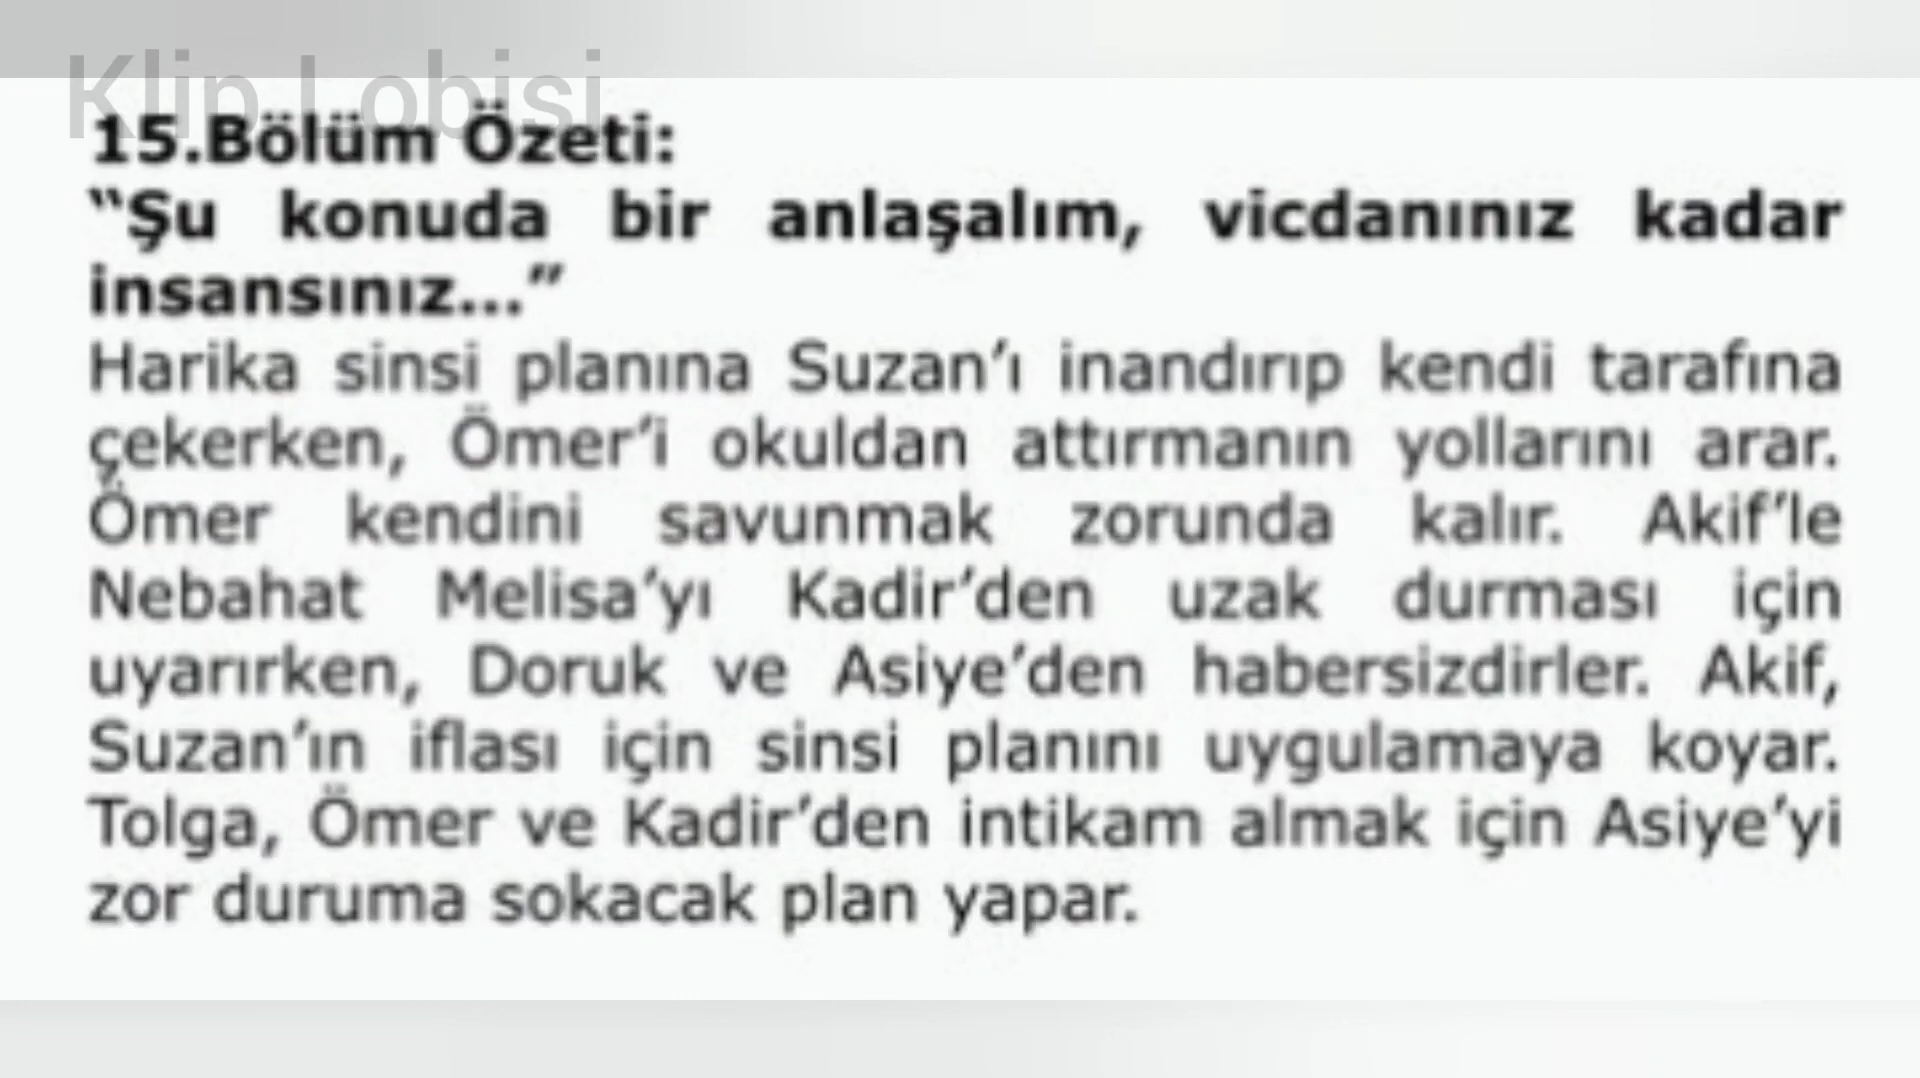 Klip Lobisi
15.Bölüm Özeti:
“Şu konuda bir anlaşalım, vicdanınız kadar
insansınız...”
Harika sinsi planına Suzan’ı inandırıp kendi tarafına
çekerken, Ömer’i okuldan attırmanın yollarını arar.
Ömer kendini savunmak zorunda kalır. Akif’le
Nebahat Melisa’yı Kadir’den uzak durması için
uyarırken, Doruk ve Asiye’den habersizdirler. Akif,
Suzan’ın iflası için sinsi planını uygulamaya koyar.
Tolga, Ömer ve Kadir’den intikam almak için Asiye’yi
zor duruma sokacak plan yapar.